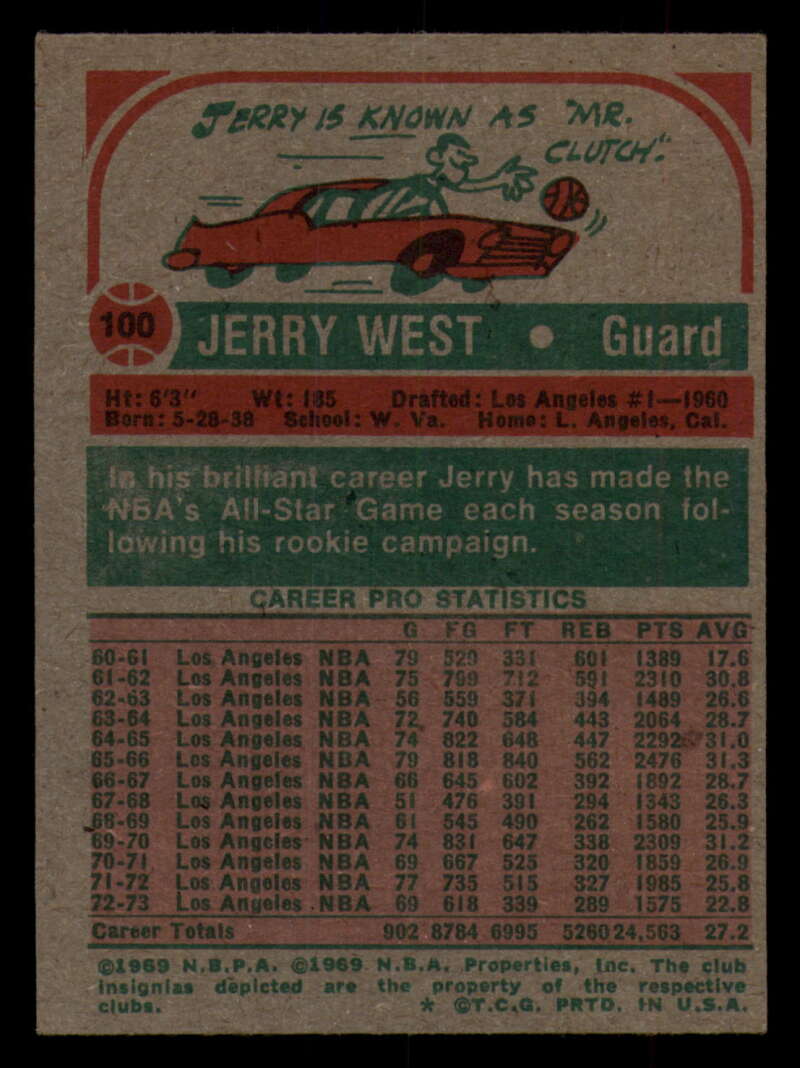 JERRY IS KNOWN AS "MR.
CLUTCH."
100 JERRY WEST • Guard
Ht: 6'3" Wt: 185 Drafted: Los Angeles #1—1960
Born: 5-28-38 School: W. Va. Home: L. Angeles, Cal.
In his brilliant career Jerry has made the
NBA's All-Star Game each season fol-
lowing his rookie campaign.
CAREER PRO STATISTICS
G FG FT REB PTS AVG
60-61 Los Angeles NBA 79 529 331 601 1389 17.6
61-62 Los Angeles NBA 75 799 712 591 2310 30.8
62-63 Los Angeles NBA 56 559 371 394 1489 26.6
63-64 Los Angeles NBA 72 740 584 443 2064 28.7
64-65 Los Angeles NBA 74 822 648 447 2292 31.0
65-66 Los Angeles NBA 79 818 840 562 2476 31.3
66-67 Los Angeles NBA 66 645 602 392 1892 28.7
67-68 Los Angeles NBA 51 476 391 294 1343 26.3
68-69 Los Angeles NBA 61 545 490 262 1580 25.9
69-70 Los Angeles NBA 74 831 647 338 2309 31.2
70-71 Los Angeles NBA 69 667 525 320 1859 26.9
71-72 Los Angeles NBA 77 735 515 327 1985 25.8
72-73 Los Angeles NBA 69 618 339 289 1575 22.8
Career Totals 902 8784 6995 5260 24,563 27.2
©1969 N.B.P.A. ©1969 N.B.A. Properties, Inc. The club
insignias depicted are the property of the respective
clubs. * ©T.C.G. PRTD. IN U.S.A.